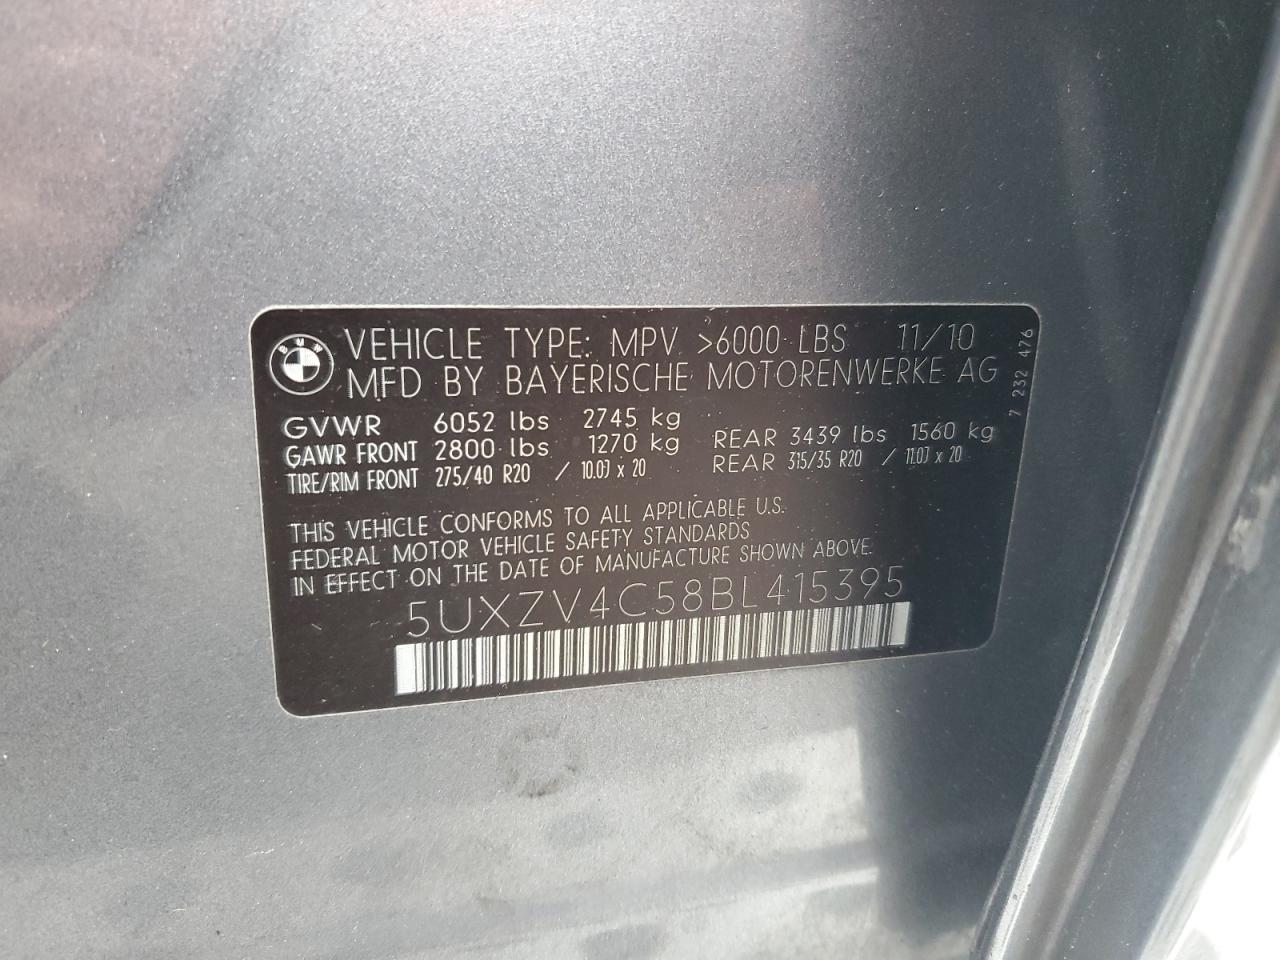 BMW
VEHICLE TYPE: MPV >6000 LBS 11/10
MFD BY BAYERISCHE MOTORENWERKE AG
7 232 476
GVWR 6052 lbs 2745 kg
GAWR FRONT 2800 lbs 1270 kg REAR 3439 lbs 1560 kg
TIRE/RIM FRONT 275/40 R20 / 10.0J x 20 REAR 315/35 R20 / 11.0J x 20
THIS VEHICLE CONFORMS TO ALL APPLICABLE U.S.
FEDERAL MOTOR VEHICLE SAFETY STANDARDS
IN EFFECT ON THE DATE OF MANUFACTURE SHOWN ABOVE.
5UXZV4C58BL415395